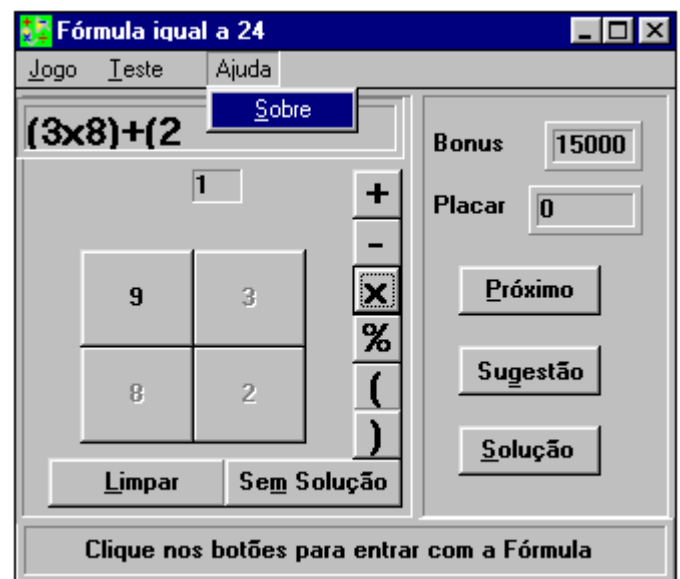 Fórmula igual a 24
Jogo Teste Ajuda
Sobre
(3x8)+(2
1
+
-
x
%
(
)
9 3
8 2
Limpar Sem Solução
Bonus 15000
Placar 0
Próximo
Sugestão
Solução
Clique nos botões para entrar com a Fórmula